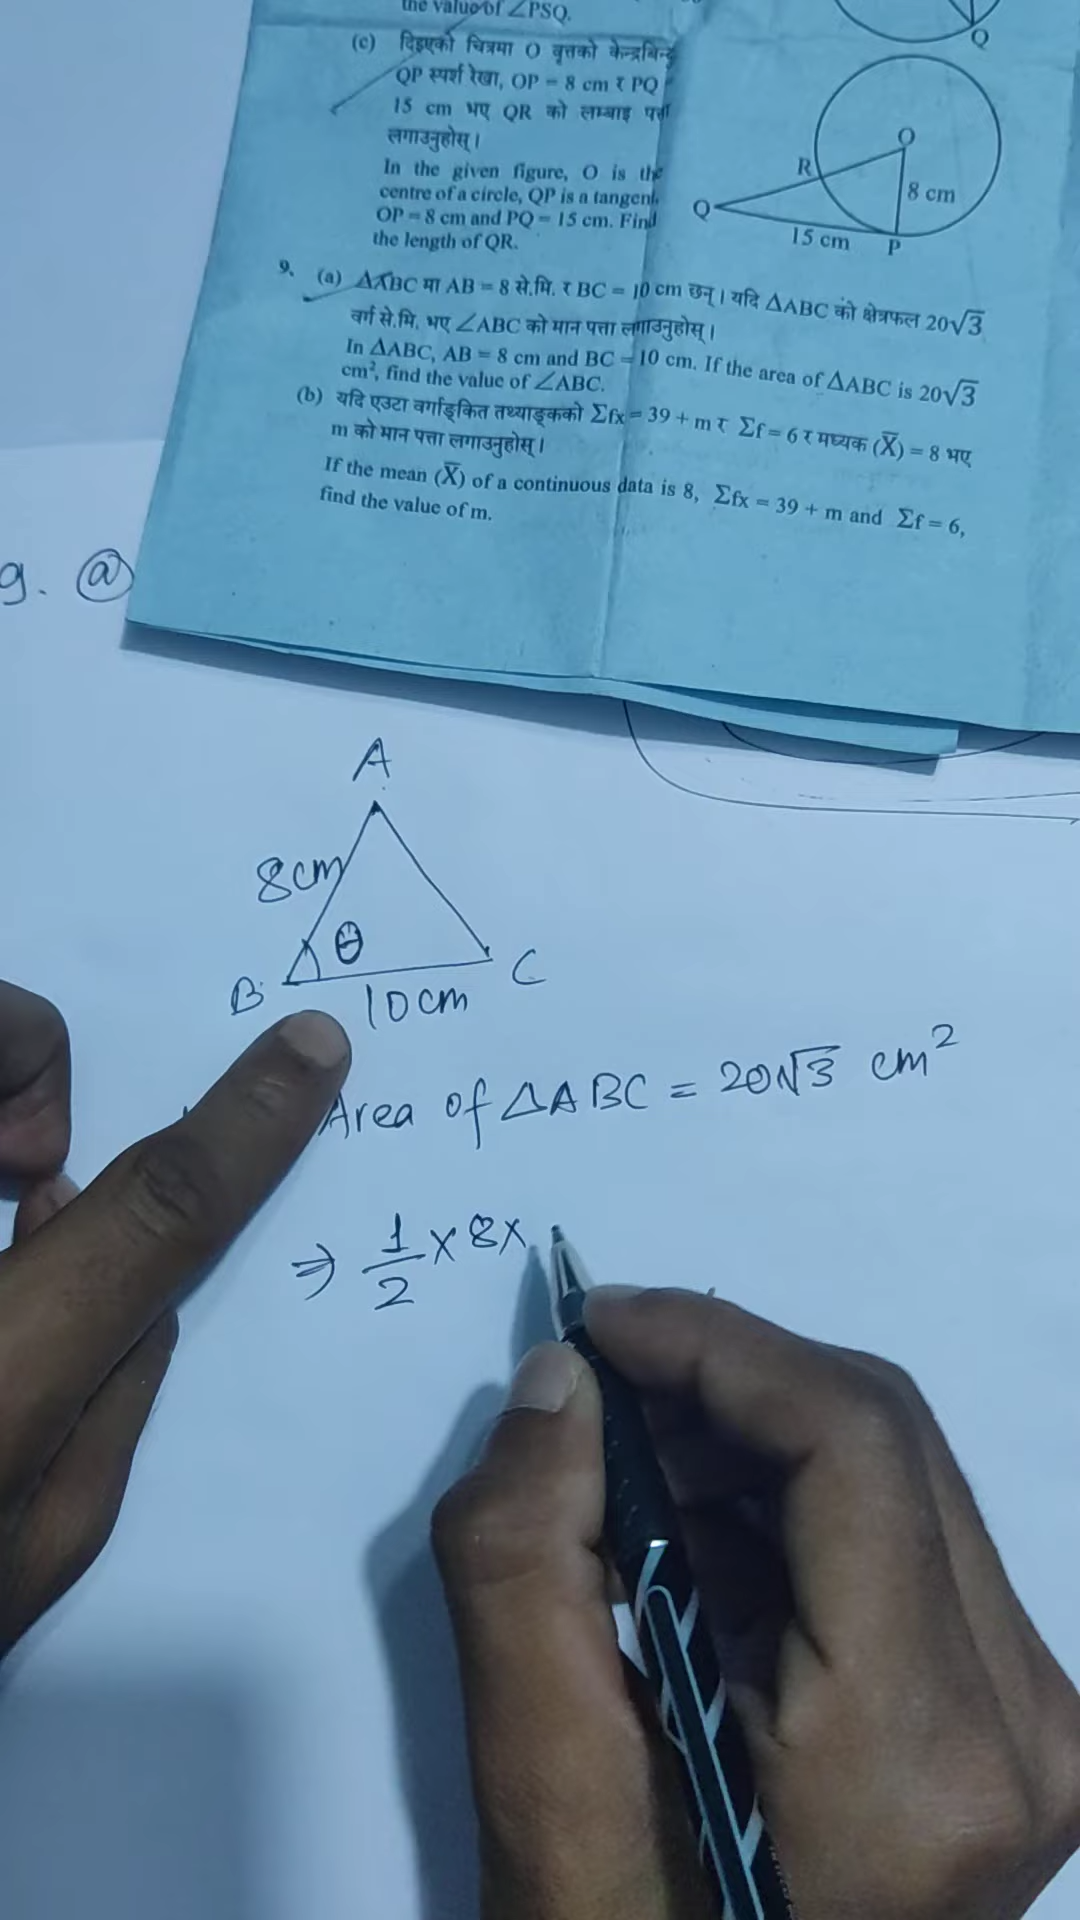 the value of ∠PSQ.
Q
(c) दिइएको चित्रमा O वृत्तको केन्द्रबिन्दु
QP स्पर्श रेखा, OP = 8 cm र PQ
15 cm भए QR को लम्बाइ पत्ता
लगाउनुहोस् ।
In the given figure, O is the
centre of a circle, QP is a tangent,
OP = 8 cm and PQ = 15 cm. Find
the length of QR.
O
R
8 cm
Q
15 cm
P
9. (a) ΔABC मा AB = 8 से.मि. र BC = 10 cm छन् । यदि ΔABC को क्षेत्रफल 20√3
वर्ग से.मि. भए ∠ABC को मान पत्ता लगाउनुहोस् ।
In ΔABC, AB = 8 cm and BC = 10 cm. If the area of ΔABC is 20√3
cm², find the value of ∠ABC.
(b) यदि एउटा वर्गाङ्कित तथ्याङ्कको Σfx = 39 + m र Σf = 6 र मध्यक (X̅) = 8 भए
m को मान पत्ता लगाउनुहोस् ।
If the mean (X̅) of a continuous data is 8, Σfx = 39 + m and Σf = 6,
find the value of m.
9. ⓐ
A
8cm
θ
B
C
10cm
Area of ΔABC = 20√3 cm²
⇒ 1/2 × 8 ×